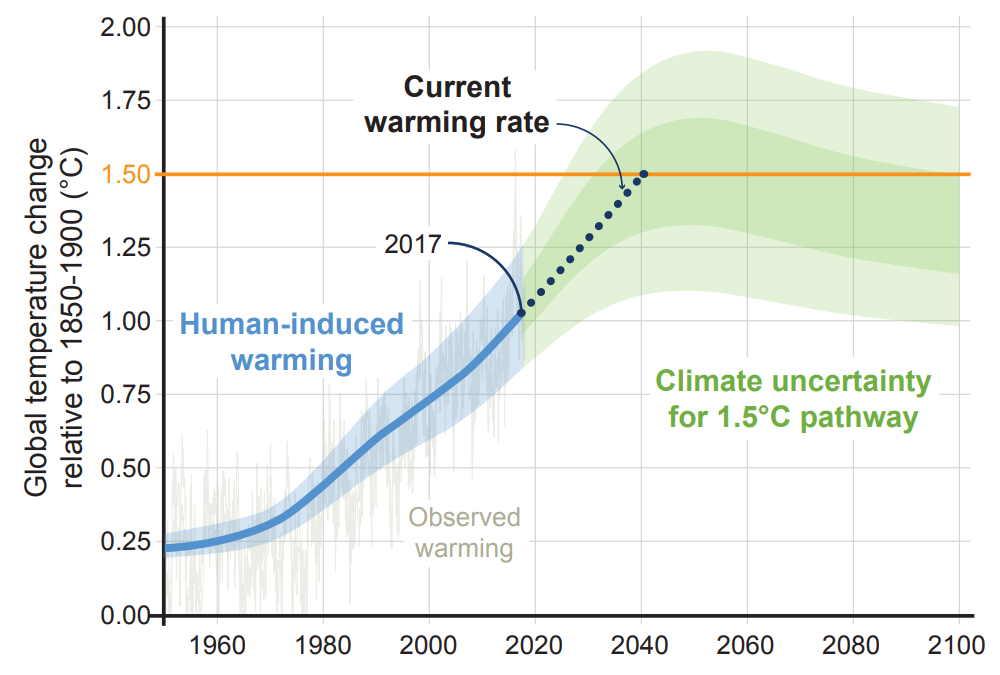 Global temperature change
relative to 1850-1900 (°C)
2.00
1.75
1.50
1.25
1.00
0.75
0.50
0.25
0.00
Current
warming rate
2017
Human-induced
warming
Climate uncertainty
for 1.5°C pathway
Observed
warming
1960 1980 2000 2020 2040 2060 2080 2100